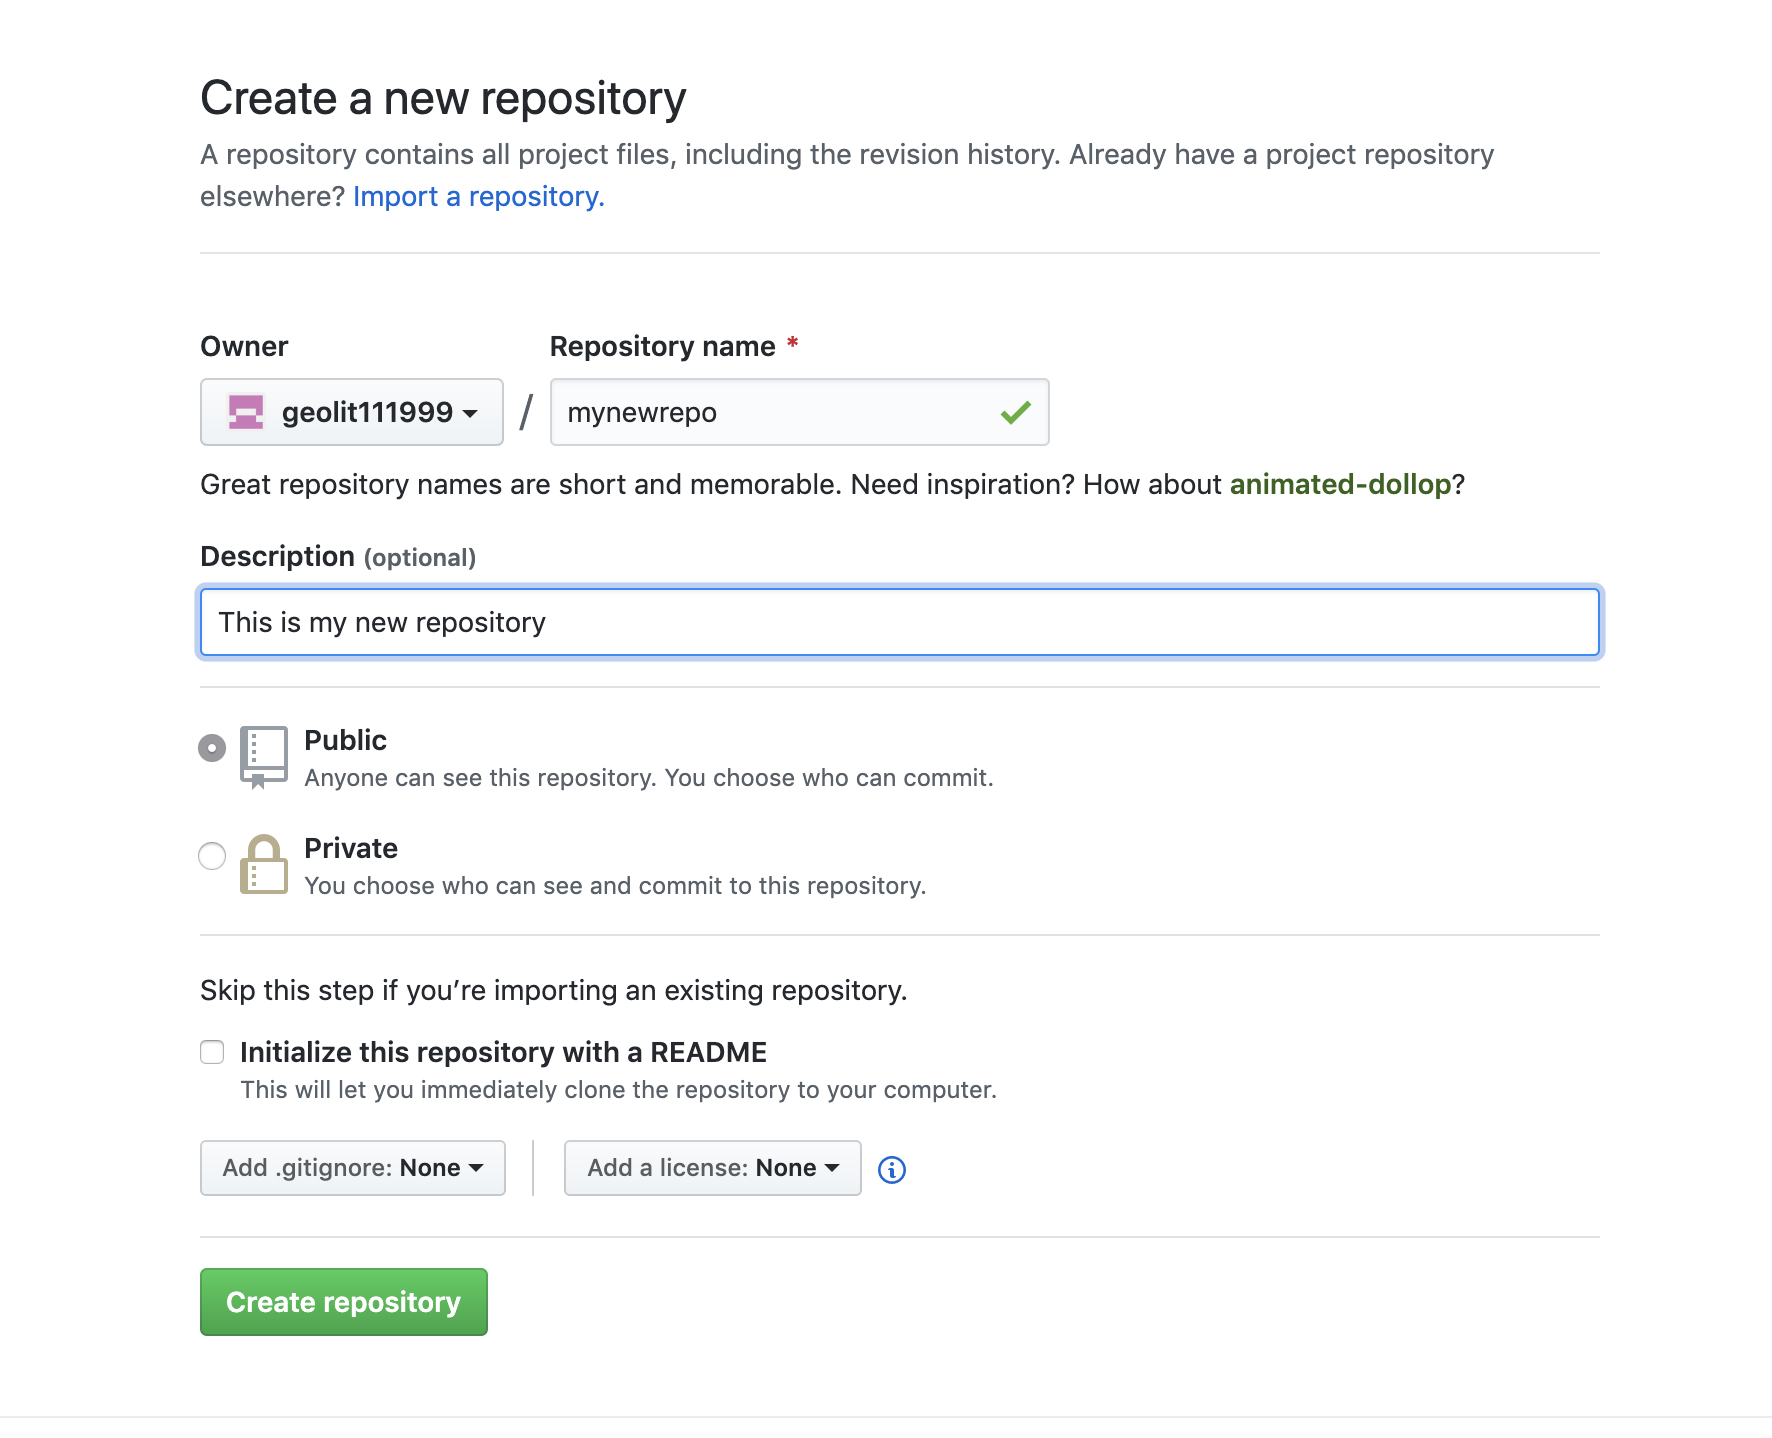 Create a new repository
A repository contains all project files, including the revision history. Already have a project repository
elsewhere? Import a repository.
Owner
Repository name *
geolit111999 / mynewrepo
Great repository names are short and memorable. Need inspiration? How about animated-dollop?
Description (optional)
This is my new repository
Public
Anyone can see this repository. You choose who can commit.
Private
You choose who can see and commit to this repository.
Skip this step if you’re importing an existing repository.
Initialize this repository with a README
This will let you immediately clone the repository to your computer.
Add .gitignore: None
Add a license: None
Create repository